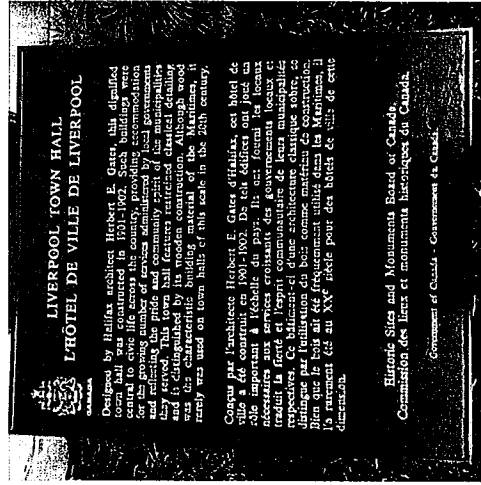 LIVERPOOL TOWN HALL
L'HÔTEL DE VILLE DE LIVERPOOL
CANADA
Designed by Halifax architect Herbert E. Gates, this dignified
town hall was constructed in 1901-1902. Such buildings were
central to civic life across the country, providing accommodation
for the growing number of services administered by local governments
and reflecting the pride and community spirit of the municipalities
they served. This town hall features restrained classical detailing
and is distinguished by its wooden construction. Although wood
was the characteristic building material of the Maritimes, it
rarely was used on town halls of this scale in the 20th century.
Conçus par l'architecte Herbert E. Gates d'Halifax, cet hôtel de
ville a été construit en 1901-1902. De tels édifices ont joué un
rôle important à l'échelle du pays. Ils ont fourni les locaux
nécessaires aux services croissants des gouvernements locaux et
traduit la fierté et l'esprit communautaire de leurs municipalités
respectives. Ce bâtiment-ci d'une architecture classique sobre, se
distingue par l'utilisation du bois comme matériau de construction.
Bien que le bois ait été fréquemment utilisé dans les Maritimes, il
l'a rarement été au XXe siècle pour des hôtels de ville de cette
dimension.
Historic Sites and Monuments Board of Canada.
Commission des lieux et monuments historiques du Canada.
Government of Canada - Gouvernement du Canada